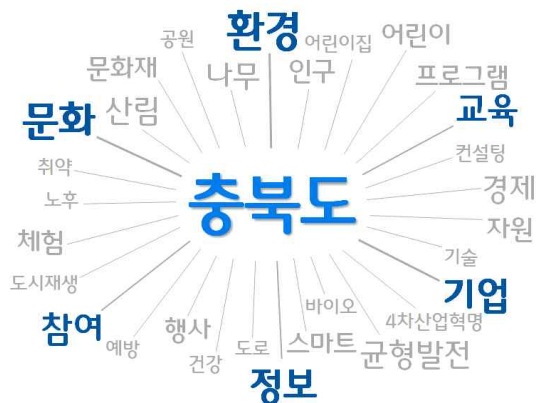 환경
공원
어린이집
어린이
문화재
나무
인구
프로그램
문화
산림
교육
취약
컨설팅
노후
충북도
경제
자원
체험
기술
도시재생
기업
참여
예방
행사
바이오
4차산업혁명
건강
도로
스마트
균형발전
정보